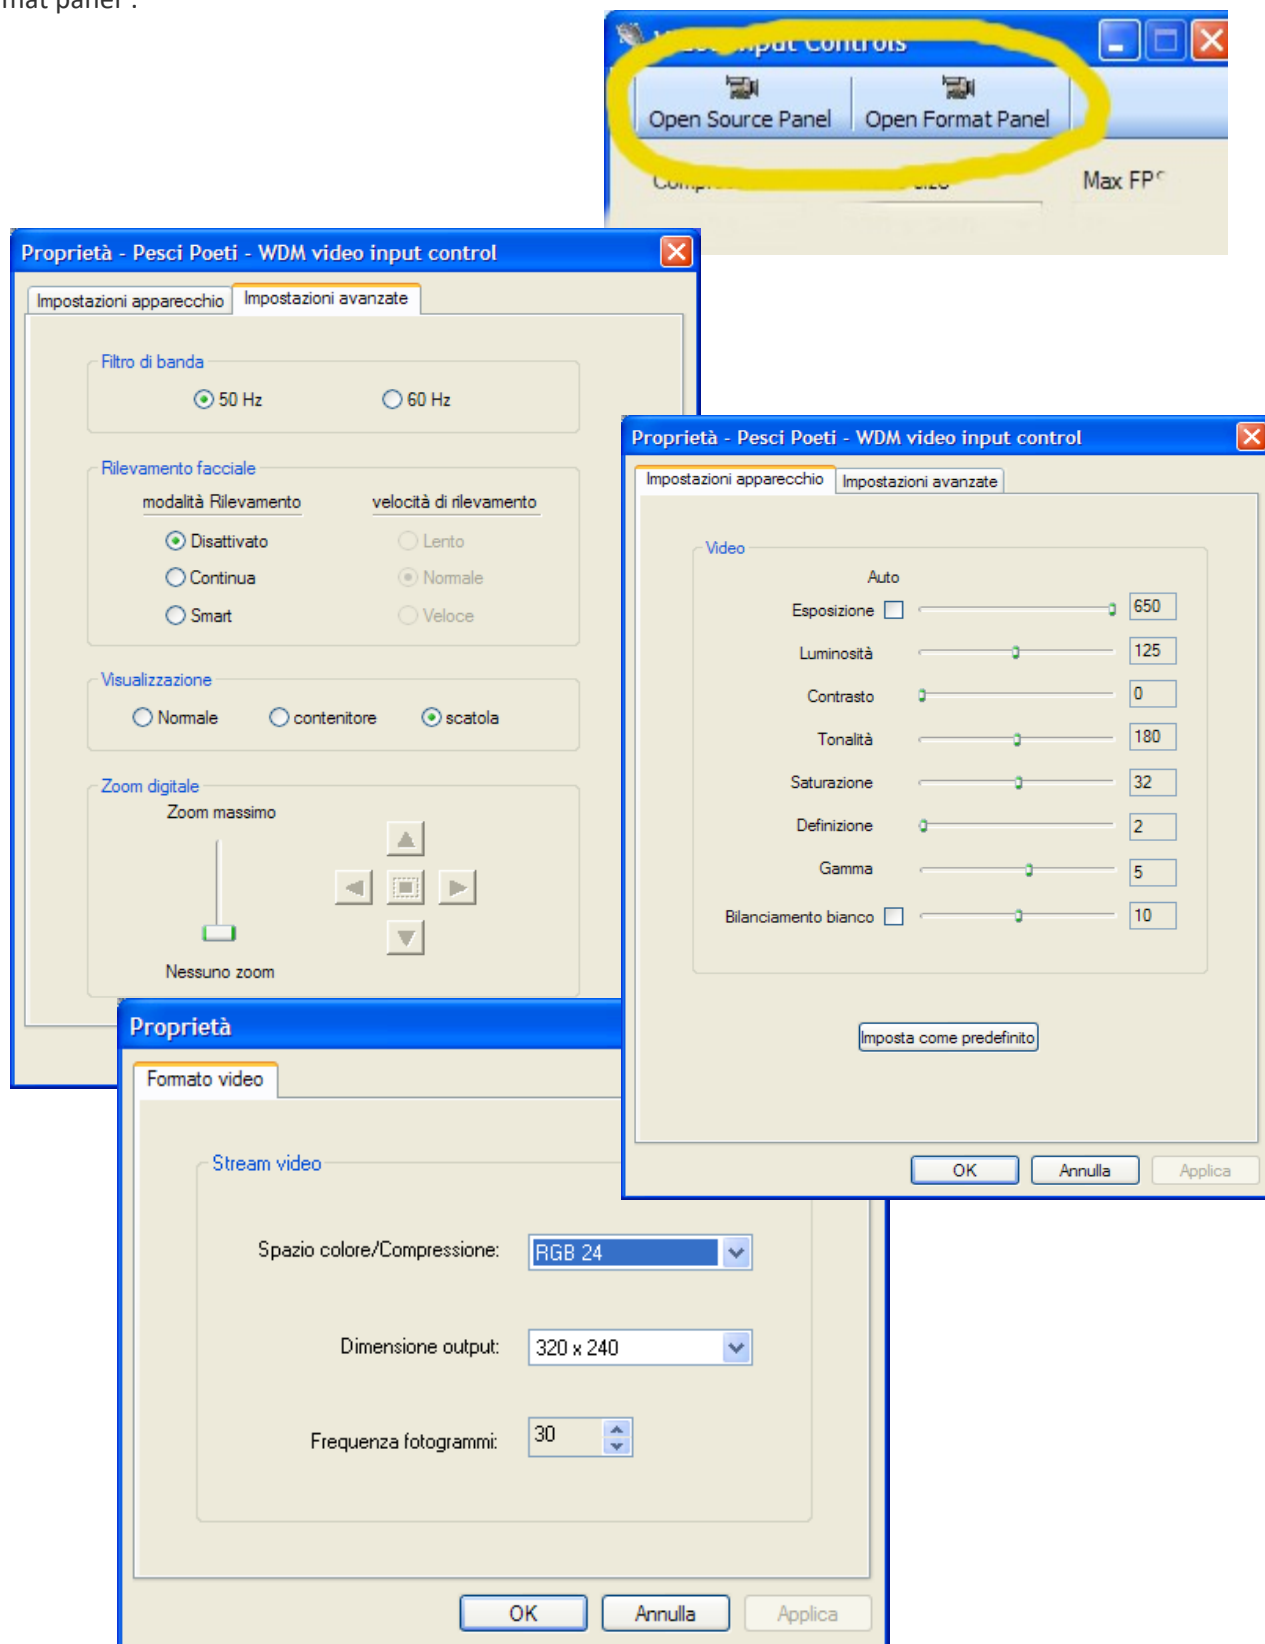 mat panel .
Input Controls
Open Source Panel
Open Format Panel
Max FPS
Proprietà - Pesci Poeti - WDM video input control
Impostazioni apparecchio
Impostazioni avanzate
Filtro di banda
50 Hz
60 Hz
Rilevamento facciale
modalità Rilevamento
velocità di rilevamento
Disattivato
Lento
Continua
Normale
Smart
Veloce
Visualizzazione
Normale
contenitore
scatola
Zoom digitale
Zoom massimo
Nessuno zoom
Proprietà - Pesci Poeti - WDM video input control
Impostazioni apparecchio
Impostazioni avanzate
Video
Auto
Esposizione
650
Luminosità
125
Contrasto
0
Tonalità
180
Saturazione
32
Definizione
2
Gamma
5
Bilanciamento bianco
10
Imposta come predefinito
OK
Annulla
Applica
Proprietà
Formato video
Stream video
Spazio colore/Compressione:
RGB 24
Dimensione output:
320 x 240
Frequenza fotogrammi:
30
OK
Annulla
Applica